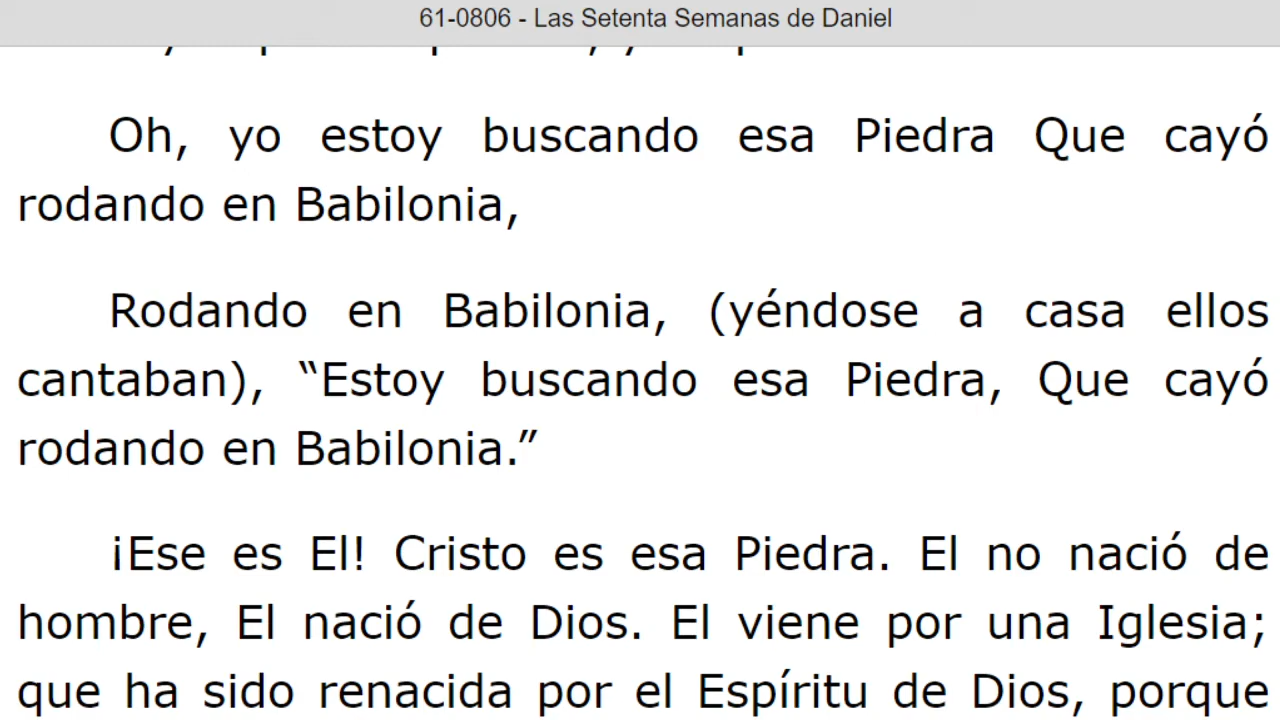 61-0806 - Las Setenta Semanas de Daniel
Oh, yo estoy buscando esa Piedra Que cayó
rodando en Babilonia,
Rodando en Babilonia, (yéndose a casa ellos
cantaban), “Estoy buscando esa Piedra, Que cayó
rodando en Babilonia.”
¡Ese es El! Cristo es esa Piedra. El no nació de
hombre, El nació de Dios. El viene por una Iglesia;
que ha sido renacida por el Espíritu de Dios, porque